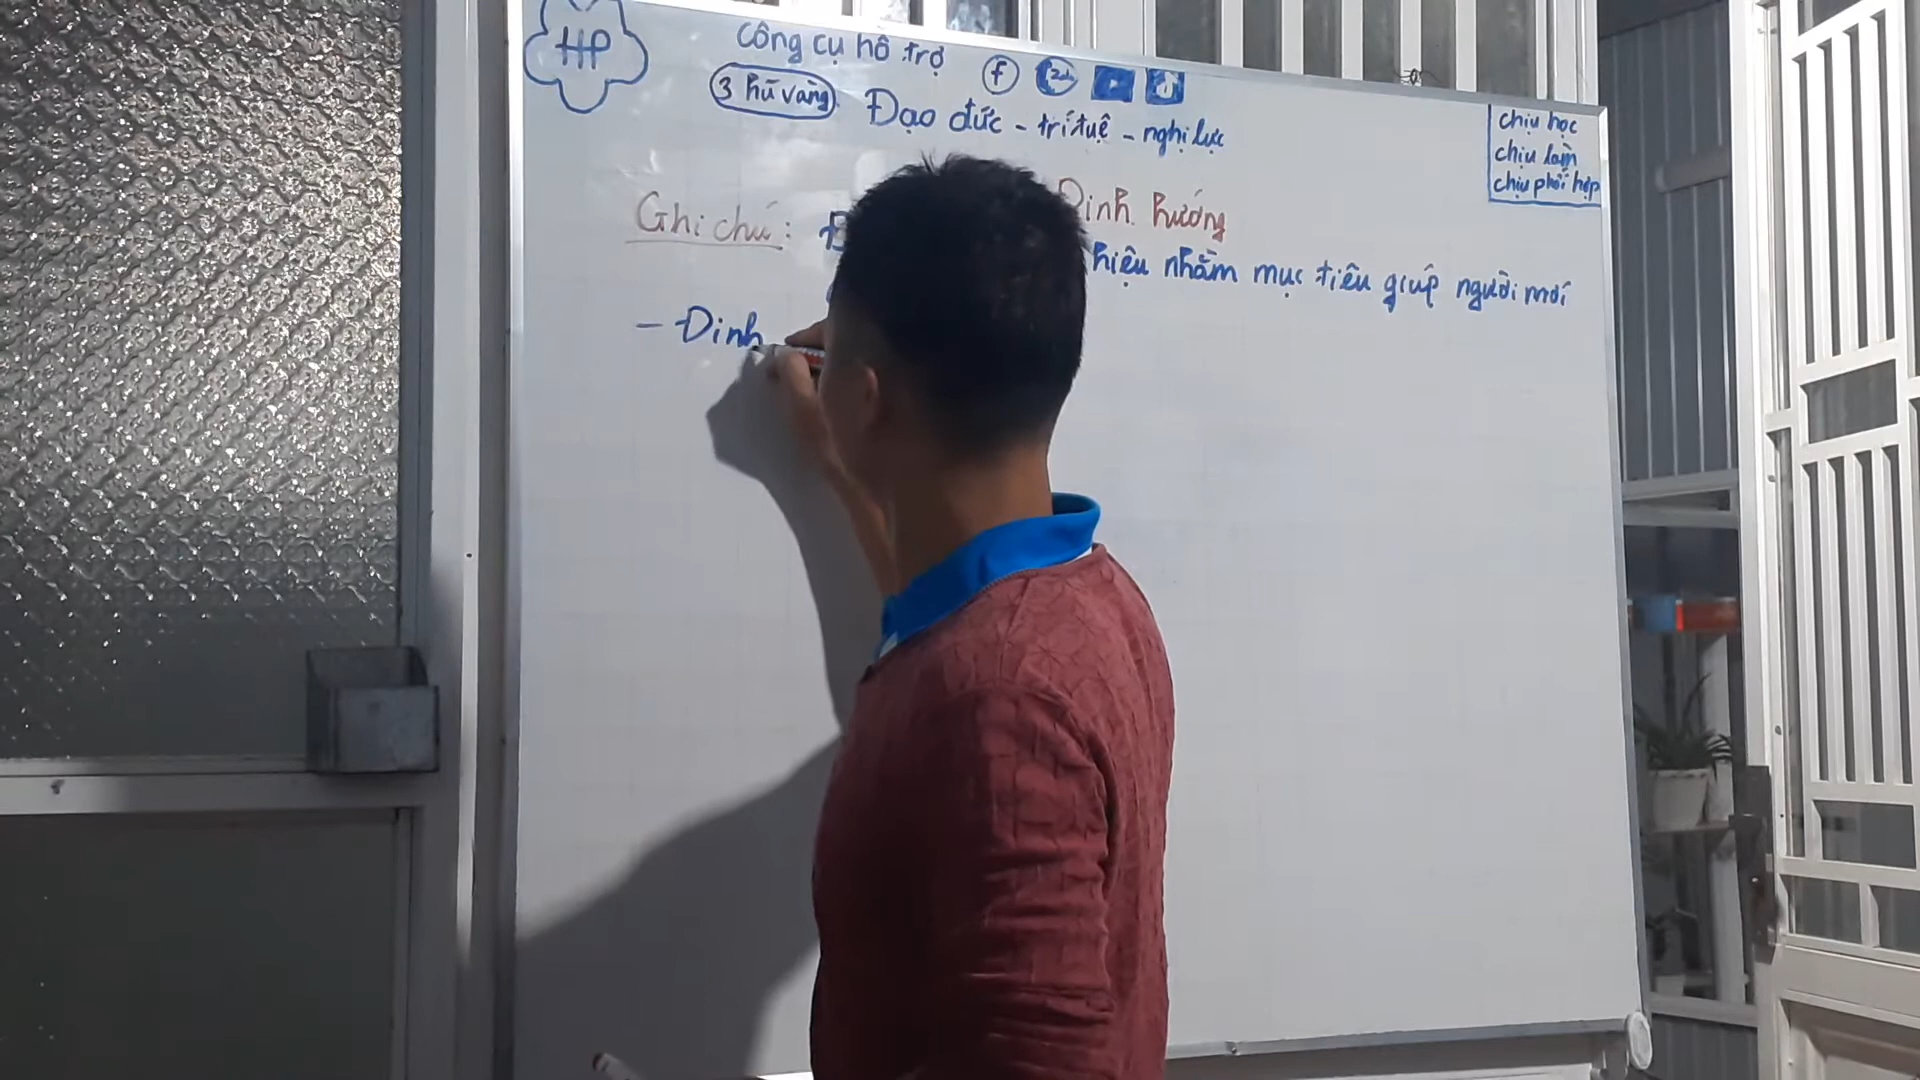 HP
công cụ hỗ trợ
f
3 hũ vàng Đạo đức - trí tuệ - nghị lực
chịu học
chịu làm
chịu phối hợp
Ghi chú: Định hướng
hiệu nhằm mục tiêu giúp người mới
- Định